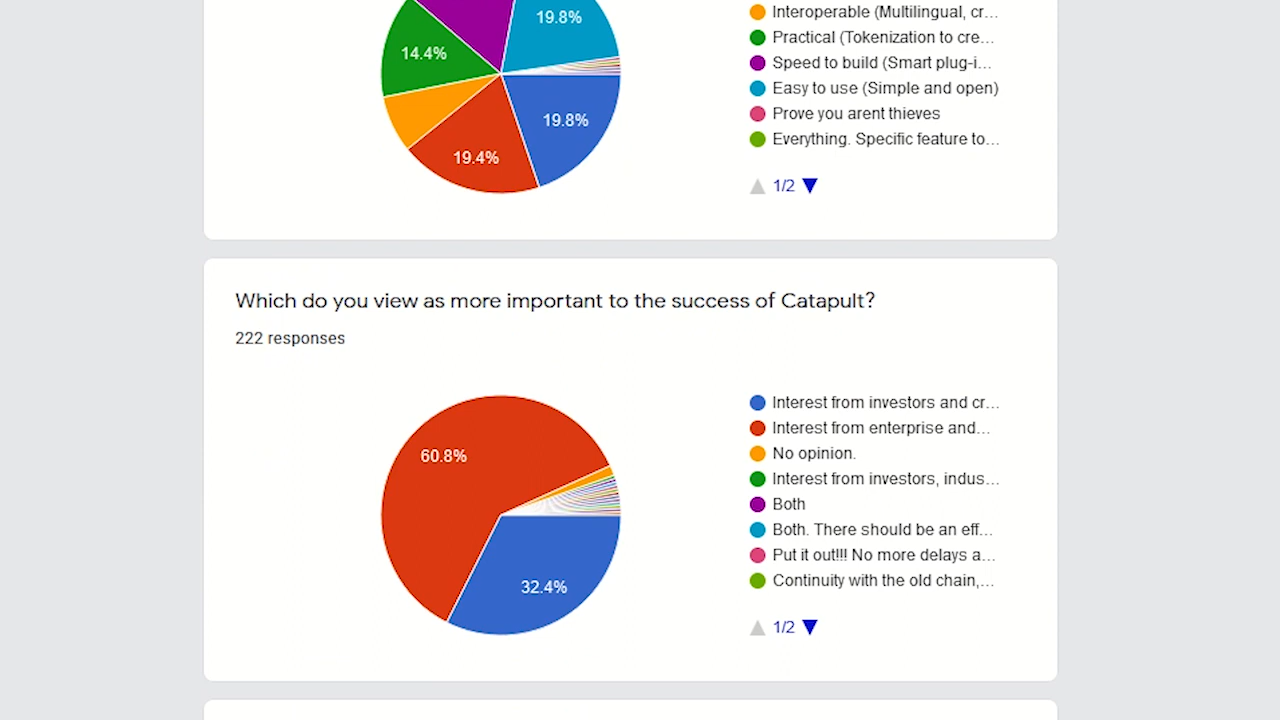 19.8%
Interoperable (Multilingual, cr...
14.4%
Practical (Tokenization to cre...
Speed to build (Smart plug-i...
Easy to use (Simple and open)
19.8%
Prove you arent thieves
19.4%
Everything. Specific feature to...
1/2
Which do you view as more important to the success of Catapult?
222 responses
Interest from investors and cr...
60.8%
Interest from enterprise and...
No opinion.
Interest from investors, indus...
Both
Both. There should be an eff...
Put it out!!! No more delays a...
32.4%
Continuity with the old chain,...
1/2